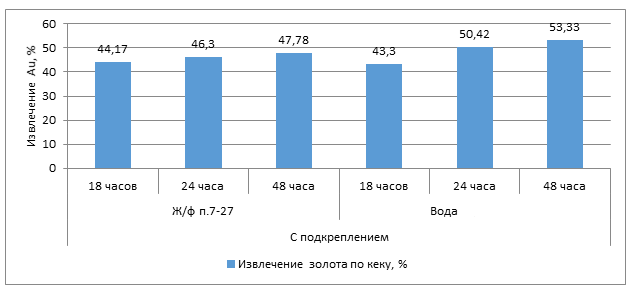 Извлечение Au, %
60
50
40
30
20
10
0
44,17
46,3
47,78
43,3
50,42
53,33
18 часов
24 часа
48 часа
18 часов
24 часа
48 часа
Ж/ф п.7-27
Вода
С подкреплением
Извлечение золота по кеку, %